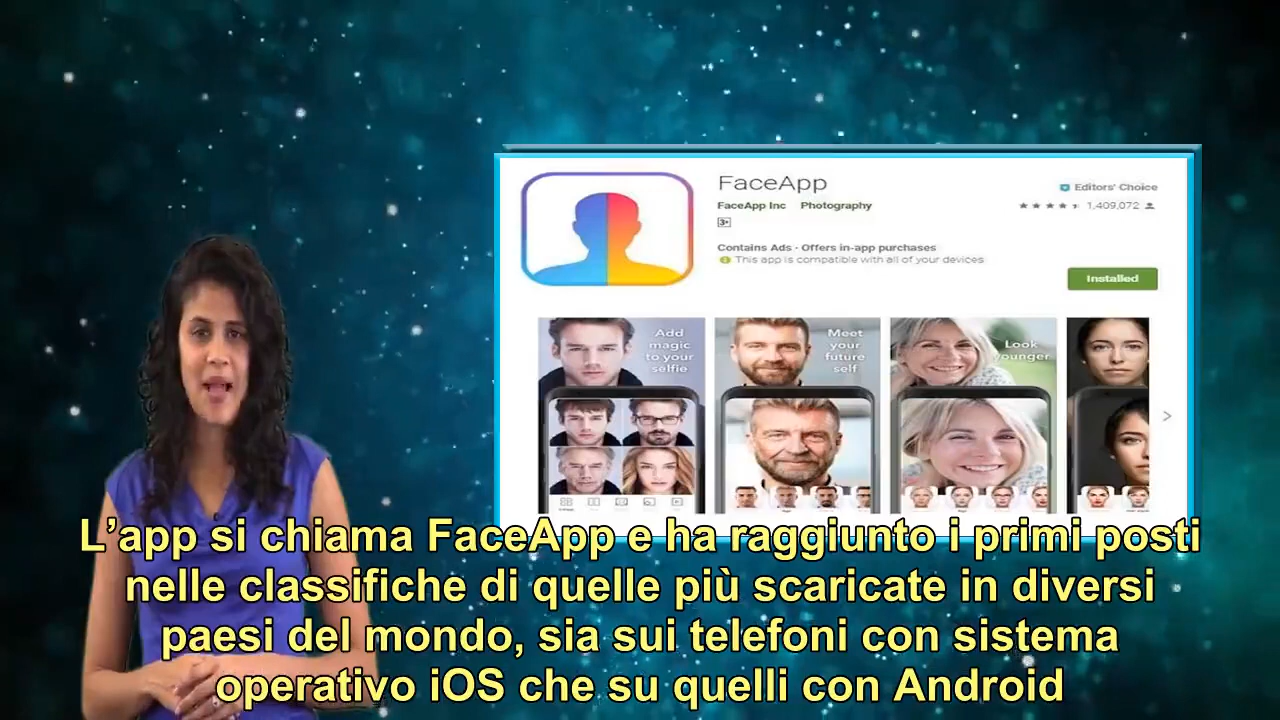 FaceApp
FaceApp Inc Photography
3+
Editors' Choice
1,409,072
Contains Ads · Offers in-app purchases
This app is compatible with all of your devices
Installed
Add
magic
to your
selfie
Meet
your
future
self
Look
younger
L'app si chiama FaceApp e ha raggiunto i primi posti
nelle classifiche di quelle più scaricate in diversi
paesi del mondo, sia sui telefoni con sistema
operativo iOS che su quelli con Android